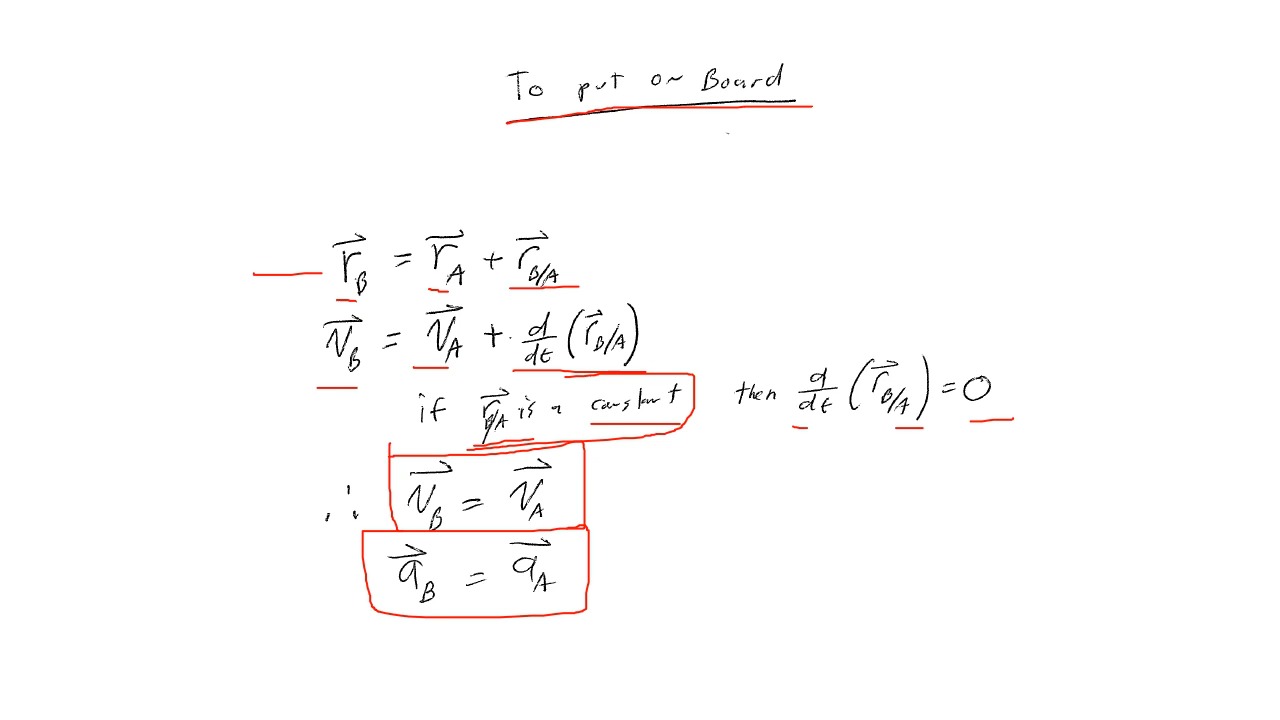 To put on Board
r⃗_B = r⃗_A + r⃗_B/A
v⃗_B = v⃗_A + d/dt (r⃗_B/A)
if r⃗_B/A is a constant then d/dt (r⃗_B/A) = 0
∴ v⃗_B = v⃗_A
a⃗_B = a⃗_A